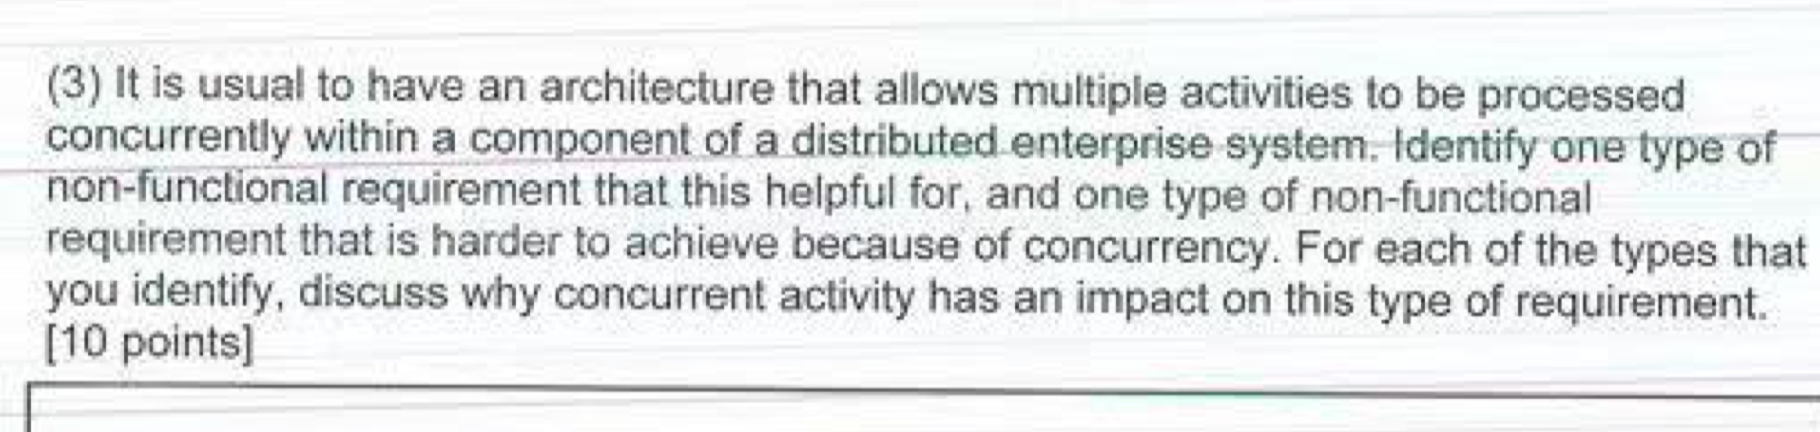 (3) It is usual to have an architecture that allows multiple activities to be processed
concurrently within a component of a distributed enterprise system. Identify one type of
non-functional requirement that this helpful for, and one type of non-functional
requirement that is harder to achieve because of concurrency. For each of the types that
you identify, discuss why concurrent activity has an impact on this type of requirement.
[10 points]